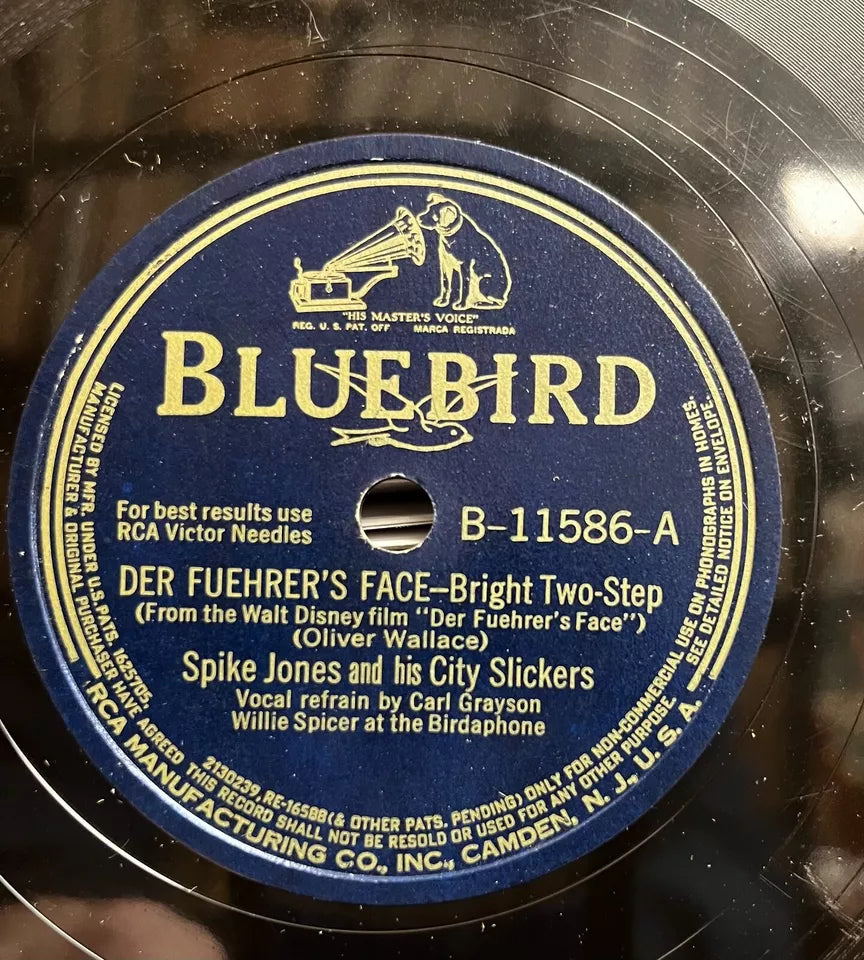 "HIS MASTER'S VOICE"
REG. U. S. PAT. OFF MARCA REGISTRADA
BLUEBIRD
For best results use
RCA Victor Needles
B-11586-A
DER FUEHRER'S FACE—Bright Two-Step
(From the Walt Disney film "Der Fuehrer's Face")
(Oliver Wallace)
Spike Jones and his City Slickers
Vocal refrain by Carl Grayson
Willie Spicer at the Birdaphone
LICENSED BY MFR. UNDER U.S. PATS. 1625705, 2130239, RE-16588 (& OTHER PATS. PENDING) ONLY FOR NON-COMMERCIAL USE ON PHONOGRAPHS IN HOMES.
MANUFACTURER & ORIGINAL PURCHASER HAVE AGREED THIS RECORD SHALL NOT BE RESOLD OR USED FOR ANY OTHER PURPOSE. SEE DETAILED NOTICE ON ENVELOPE.
RCA MANUFACTURING CO., INC., CAMDEN, N. J., U. S. A.